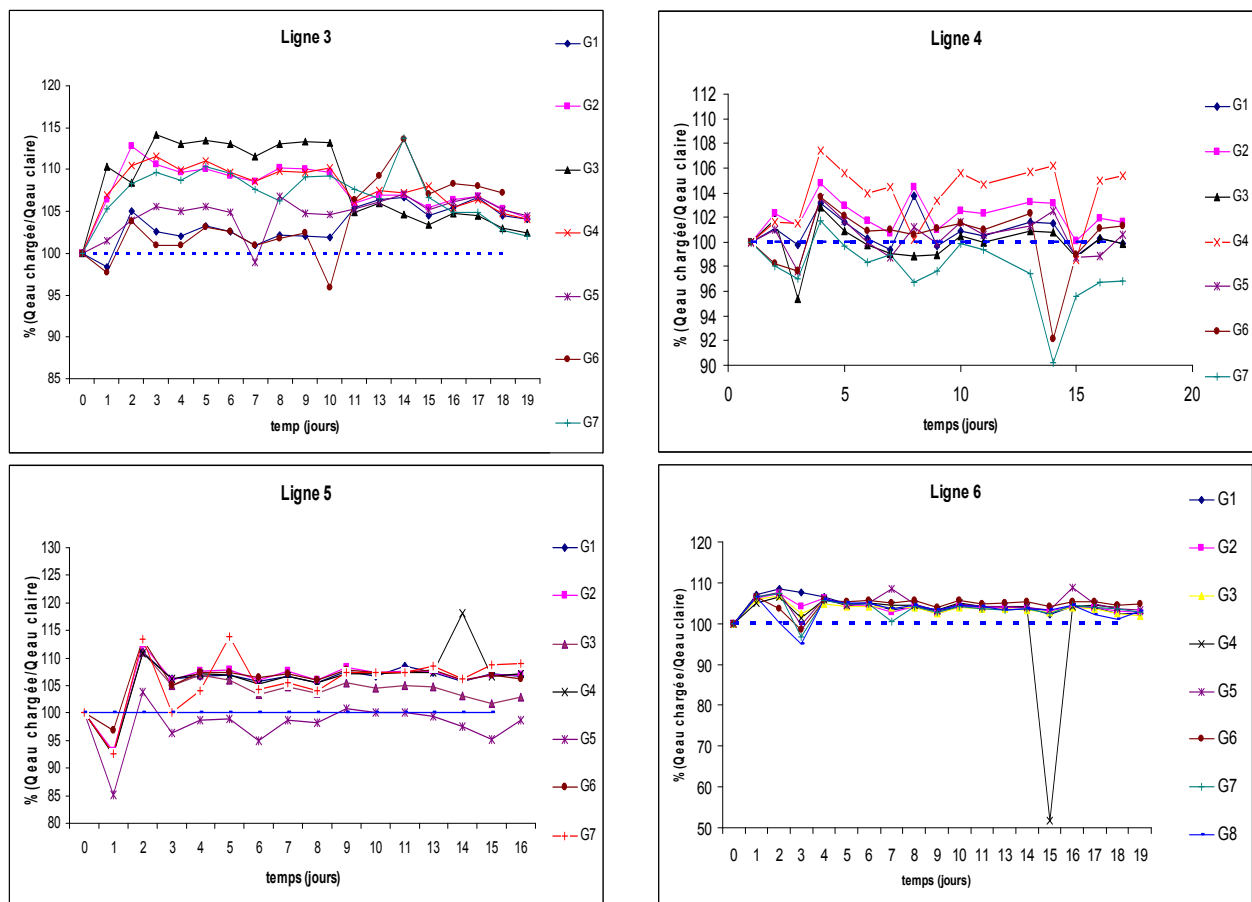 Ligne 3
% (Qeau chargée/Qeau claire)
120
115
110
105
100
95
90
85
0 1 2 3 4 5 6 7 8 9 10 11 13 14 15 16 17 18 19
temp (jours)
G1
G2
G3
G4
G5
G6
G7
Ligne 4
% (Qeau chargée/Qeau claire)
112
110
108
106
104
102
100
98
96
94
92
90
0 5 10 15 20
temps (jours)
G1
G2
G3
G4
G5
G6
G7
Ligne 5
% (Qeau chargée/Qeau claire)
130
125
120
115
110
105
100
95
90
85
80
0 1 2 3 4 5 6 7 8 9 10 11 13 14 15 16
temps (jours)
G1
G2
G3
G4
G5
G6
G7
Ligne 6
% (Qeau chargée/Qeau claire)
120
110
100
90
80
70
60
50
0 1 2 3 4 5 6 7 8 9 10 11 13 14 15 16 17 18 19
temps (jours)
G1
G2
G3
G4
G5
G6
G7
G8